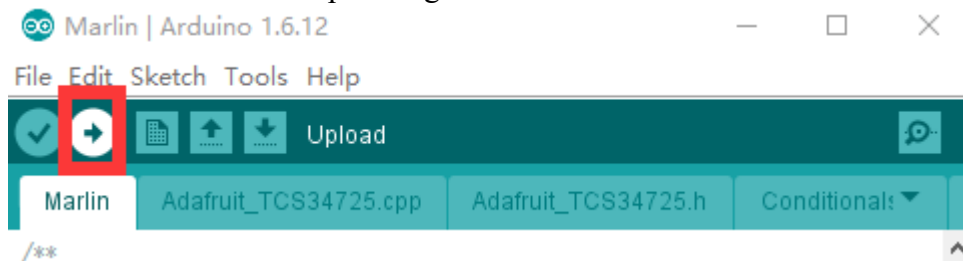 Marlin | Arduino 1.6.12
File Edit Sketch Tools Help
Upload
Marlin Adafruit_TCS34725.cpp Adafruit_TCS34725.h Conditionals
/**